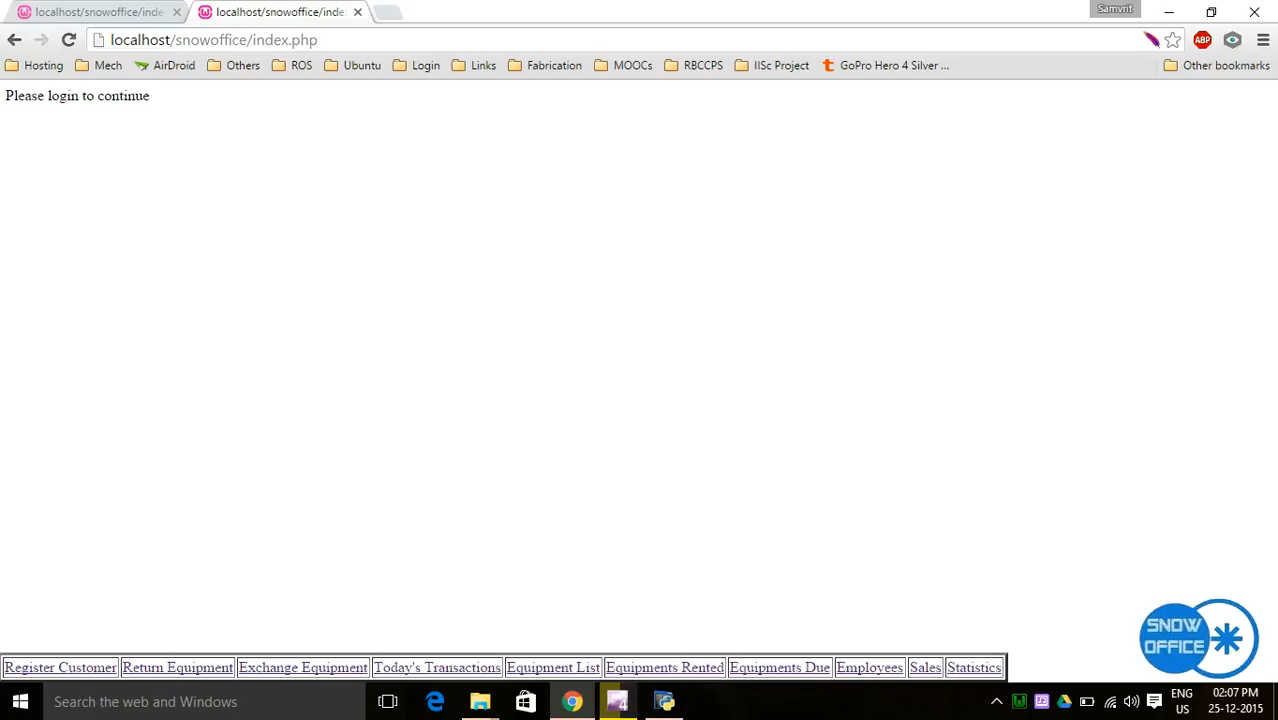 localhost/snowoffice/inde
localhost/snowoffice/inde
Samvrit
localhost/snowoffice/index.php
ABP
Hosting Mech AirDroid Others ROS Ubuntu Login Links Fabrication MOOCs RBCCPS IISc Project GoPro Hero 4 Silver ... Other bookmarks
Please login to continue
SNOW
OFFICE
Register Customer Return Equipment Exchange Equipment Today's Transactions Equipment List Equipments Rented Equipments Due Employees Sales Statistics
Search the web and Windows
ENG
US
02:07 PM
25-12-2015